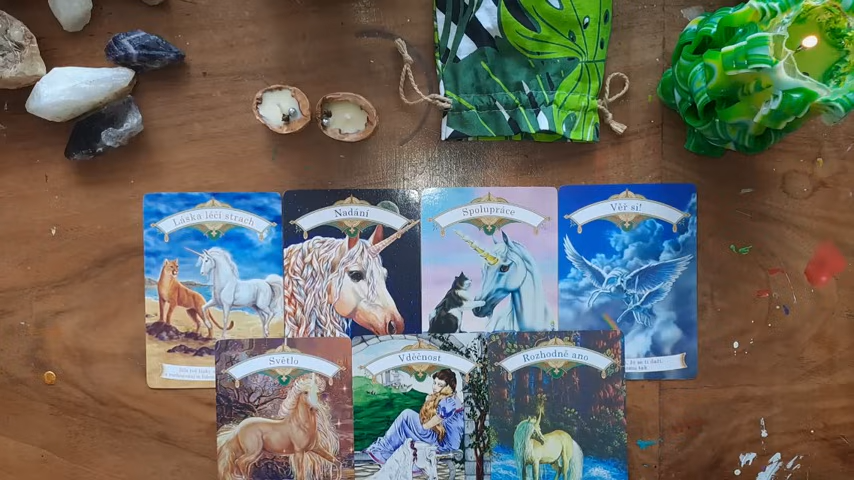 Láska léčí strach
Nadání
Spolupráce
Věř si!
Světlo
Vděčnost
Rozhodně ano